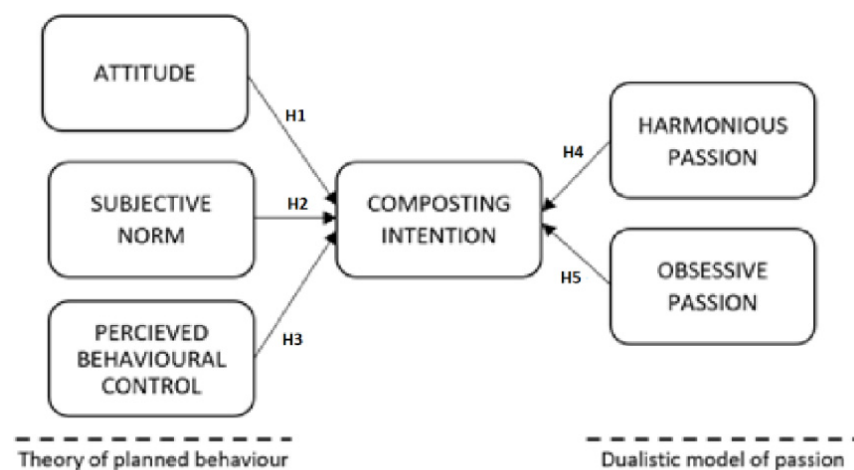 ATTITUDE
H1
SUBJECTIVE
NORM
H2
PERCIEVED
BEHAVIOURAL
CONTROL
H3
COMPOSTING
INTENTION
H4
HARMONIOUS
PASSION
H5
OBSESSIVE
PASSION
Theory of planned behaviour
Dualistic model of passion